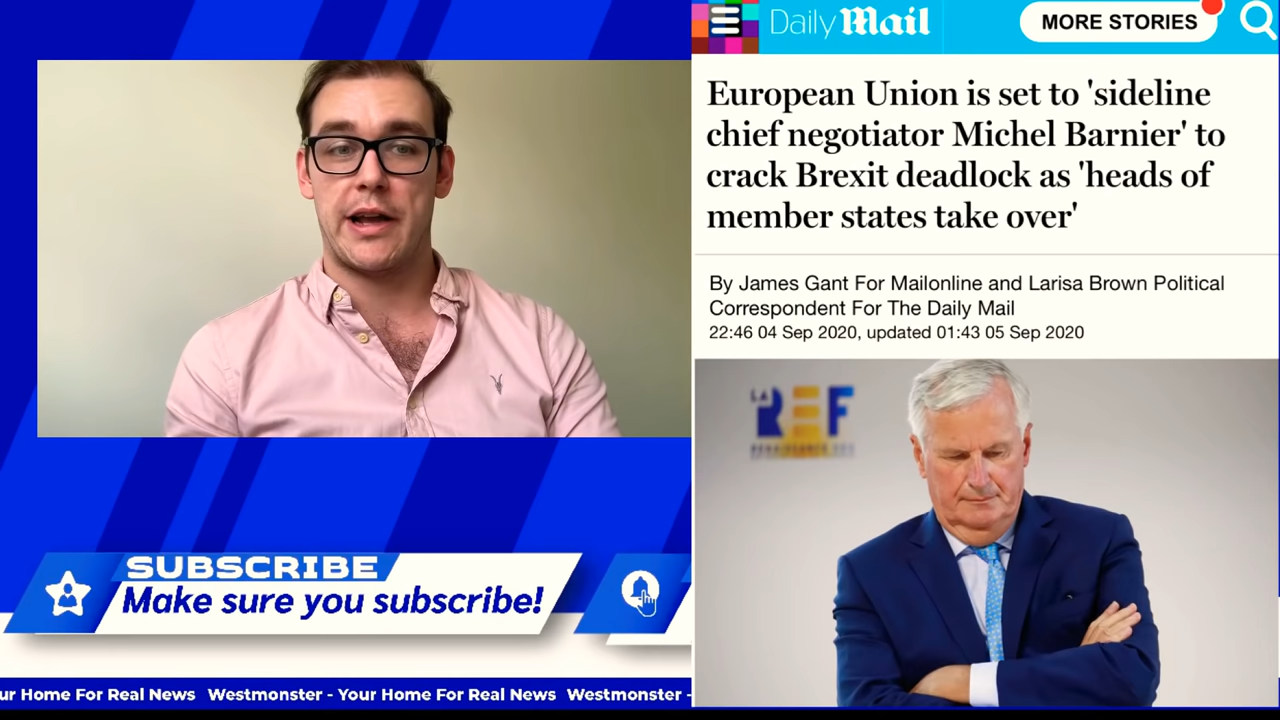 Daily Mail
MORE STORIES
European Union is set to 'sideline
chief negotiator Michel Barnier' to
crack Brexit deadlock as 'heads of
member states take over'
By James Gant For Mailonline and Larisa Brown Political
Correspondent For The Daily Mail
22:46 04 Sep 2020, updated 01:43 05 Sep 2020
LA
REF
SUBSCRIBE
Make sure you subscribe!
ur Home For Real News Westmonster - Your Home For Real News Westmonster -